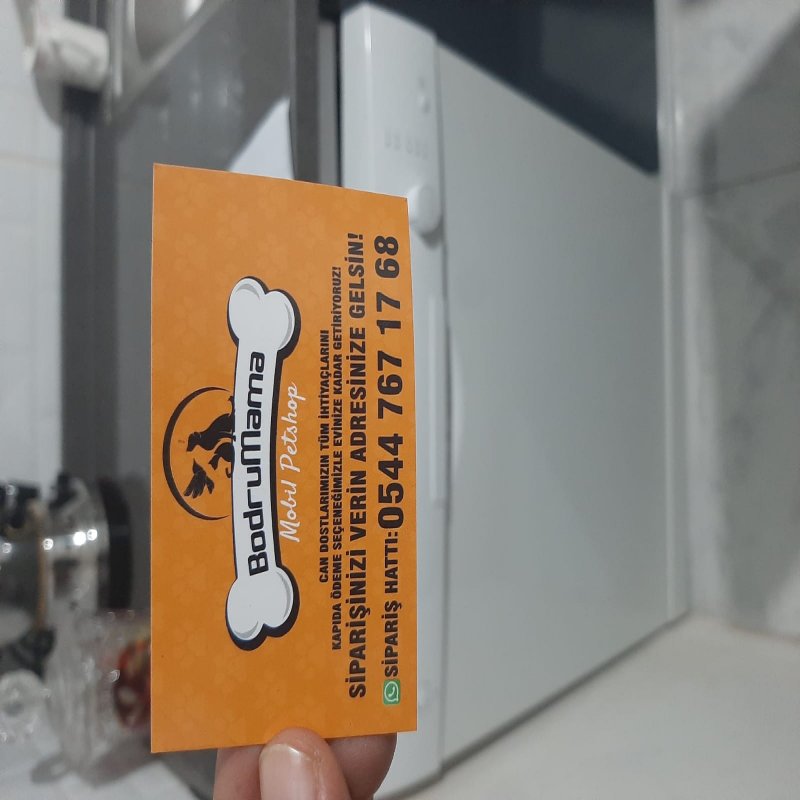 BodruMama
Mobil Petshop
CAN DOSTLARIMIZIN TÜM İHTİYAÇLARINI
KAPIDA ÖDEME SEÇENEĞİMİZLE EVİNİZE KADAR GETİRİYORUZ!
SİPARİŞİNİZİ VERİN ADRESİNİZE GELSİN!
SİPARİŞ HATTI:0544 767 17 68